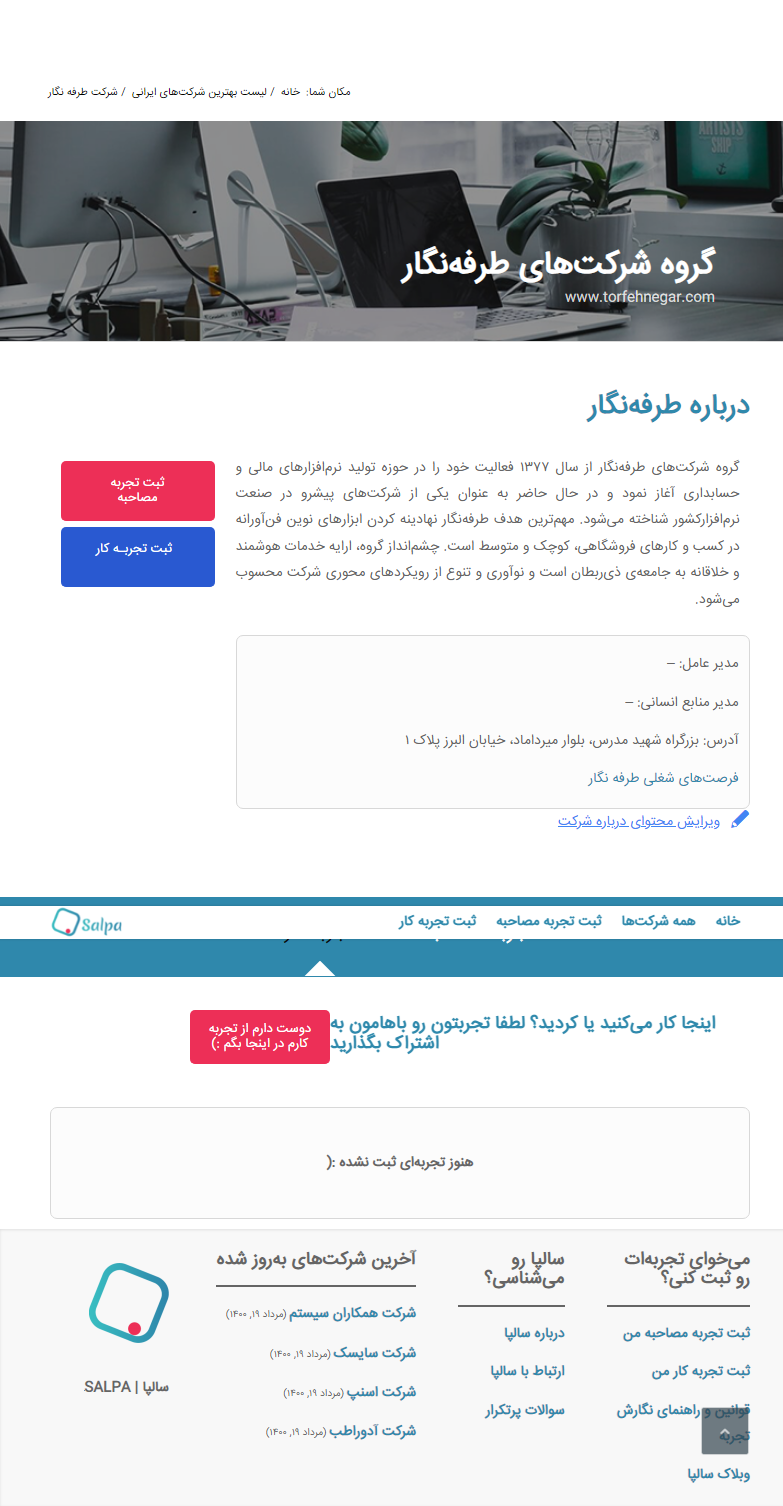 مکان شما: خانه / لیست بهترین شرکت‌های ایرانی / شرکت طرفه نگار
ARTISTS
SHIP
گروه شرکت‌های طرفه‌نگار
www.torfehnegar.com
درباره طرفه‌نگار
گروه شرکت‌های طرفه‌نگار از سال ۱۳۷۷ فعالیت خود را در حوزه تولید نرم‌افزارهای مالی و
حسابداری آغاز نمود و در حال حاضر به عنوان یکی از شرکت‌های پیشرو در صنعت
نرم‌افزارکشور شناخته می‌شود. مهم‌ترین هدف طرفه‌نگار نهادینه کردن ابزارهای نوین فن‌آورانه
در کسب و کارهای فروشگاهی، کوچک و متوسط است. چشم‌انداز گروه، ارایه خدمات هوشمند
و خلاقانه به جامعه‌ی ذی‌ربطان است و نوآوری و تنوع از رویکردهای محوری شرکت محسوب
می‌شود.
ثبت تجربه
مصاحبه
ثبت تجربـه کار
مدیر عامل: –
مدیر منابع انسانی: –
آدرس: بزرگراه شهید مدرس، بلوار میرداماد، خیابان البرز پلاک ۱
فرصت‌های شغلی طرفه نگار
ویرایش محتوای درباره شرکت
خانه همه شرکت‌ها ثبت تجربه مصاحبه ثبت تجربه کار Salpa
اینجا کار می‌کنید یا کردید؟ لطفا تجربتون رو باهامون به
اشتراک بگذارید
دوست دارم از تجربه
کارم در اینجا بگم :)
هنوز تجربه‌ای ثبت نشده :(
می‌خوای تجربه‌ات
رو ثبت کنی؟
ثبت تجربه مصاحبه من
ثبت تجربه کار من
قوانین و راهنمای نگارش
تجربه
وبلاگ سالپا
سالپا رو
می‌شناسی؟
درباره سالپا
ارتباط با سالپا
سوالات پرتکرار
آخرین شرکت‌های به‌روز شده
شرکت همکاران سیستم (مرداد ۱۹, ۱۴۰۰)
شرکت سایسک (مرداد ۱۹, ۱۴۰۰)
شرکت اسنپ (مرداد ۱۹, ۱۴۰۰)
شرکت آدوراطب (مرداد ۱۹, ۱۴۰۰)
سالپا | SALPA